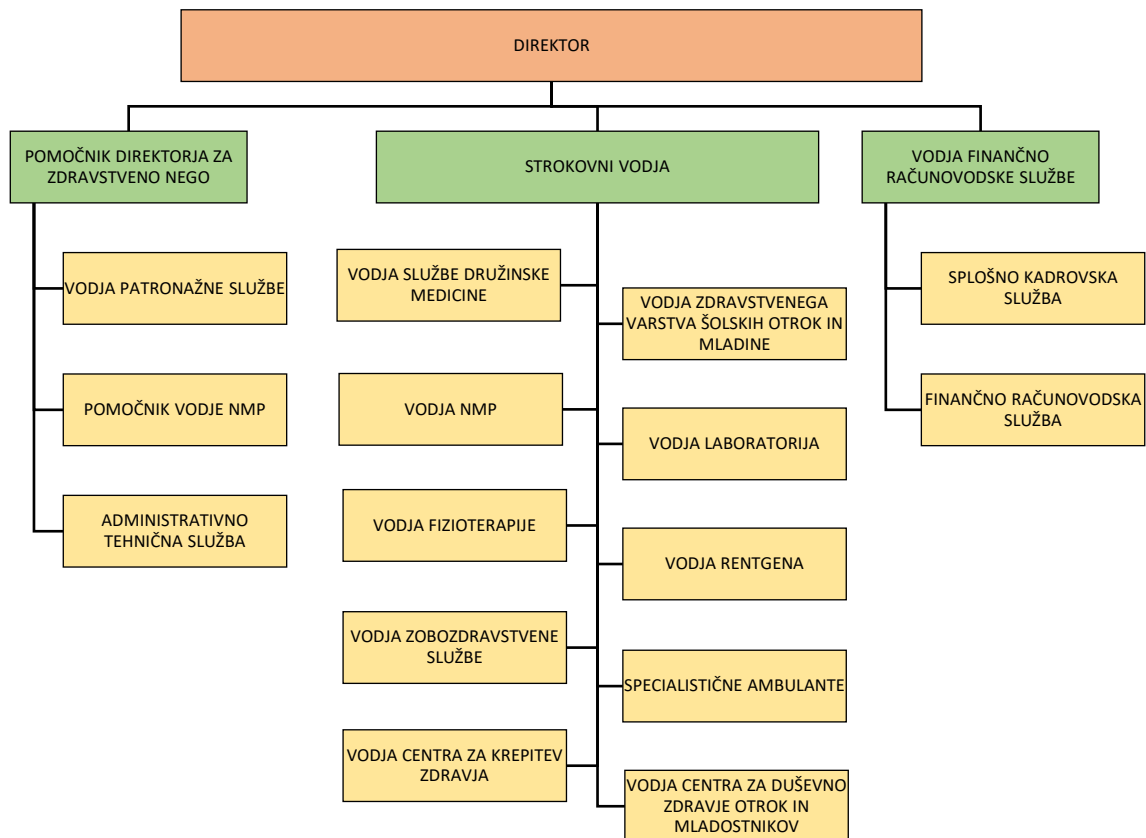 DIREKTOR
POMOČNIK DIREKTORJA ZA
ZDRAVSTVENO NEGO
STROKOVNI VODJA
VODJA FINANČNO
RAČUNOVODSKE SLUŽBE
VODJA PATRONAŽNE SLUŽBE
POMOČNIK VODJE NMP
ADMINISTRATIVNO
TEHNIČNA SLUŽBA
VODJA SLUŽBE DRUŽINSKE
MEDICINE
VODJA ZDRAVSTVENEGA
VARSTVA ŠOLSKIH OTROK IN
MLADINE
VODJA NMP
VODJA LABORATORIJA
VODJA FIZIOTERAPIJE
VODJA RENTGENA
VODJA ZOBOZDRAVSTVENE
SLUŽBE
SPECIALISTIČNE AMBULANTE
VODJA CENTRA ZA KREPITEV
ZDRAVJA
VODJA CENTRA ZA DUŠEVNO
ZDRAVJE OTROK IN
MLADOSTNIKOV
SPLOŠNO KADROVSKA
SLUŽBA
FINANČNO RAČUNOVODSKA
SLUŽBA